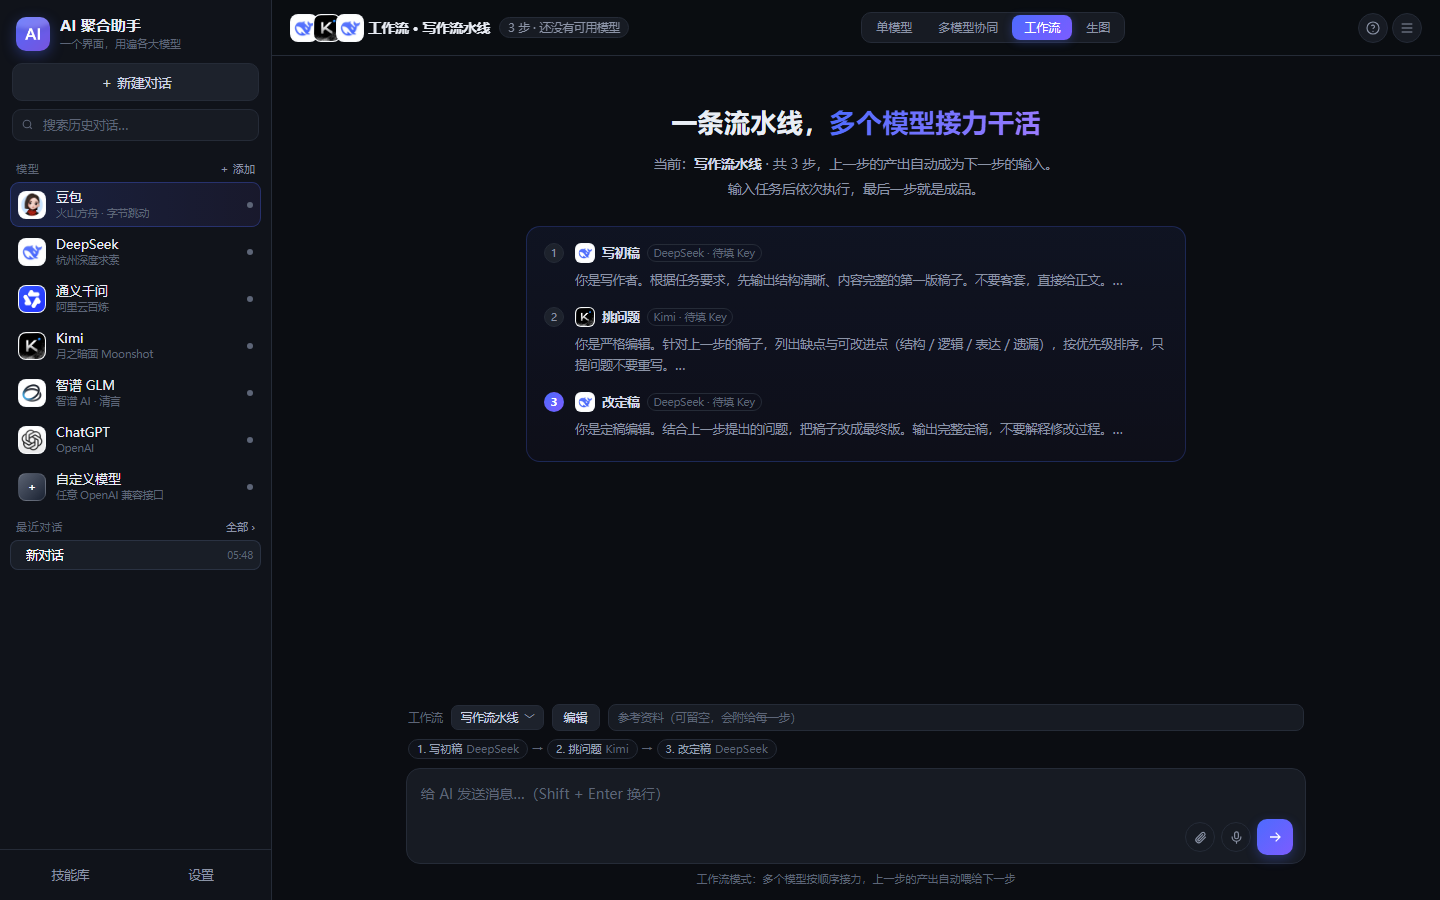 AI
AI 聚合助手
一个界面，用遍各大模型
+ 新建对话
搜索历史对话...
模型
+ 添加
豆包
火山方舟 · 字节跳动
DeepSeek
杭州深度求索
通义千问
阿里云百炼
Kimi
月之暗面 Moonshot
智谱 GLM
智谱 AI · 清言
ChatGPT
OpenAI
自定义模型
任意 OpenAI 兼容接口
最近对话
全部 ›
新对话
05:48
技能库
设置
工作流 • 写作流水线
3 步 · 还没有可用模型
单模型
多模型协同
工作流
生图
一条流水线，多个模型接力干活
当前：写作流水线 · 共 3 步，上一步的产出自动成为下一步的输入。
输入任务后依次执行，最后一步就是成品。
1 写初稿 DeepSeek · 待填 Key
你是写作者。根据任务要求，先输出结构清晰、内容完整的第一版稿子。不要客套，直接给正文。...
2 挑问题 Kimi · 待填 Key
你是严格编辑。针对上一步的稿子，列出缺点与可改进点（结构 / 逻辑 / 表达 / 遗漏），按优先级排序，只
提问题不要重写。...
3 改定稿 DeepSeek · 待填 Key
你是定稿编辑。结合上一步提出的问题，把稿子改成最终版。输出完整定稿，不要解释修改过程。...
工作流
写作流水线
编辑
参考资料（可留空，会附给每一步）
1. 写初稿 DeepSeek → 2. 挑问题 Kimi → 3. 改定稿 DeepSeek
给 AI 发送消息...（Shift + Enter 换行）
工作流模式：多个模型按顺序接力，上一步的产出自动喂给下一步